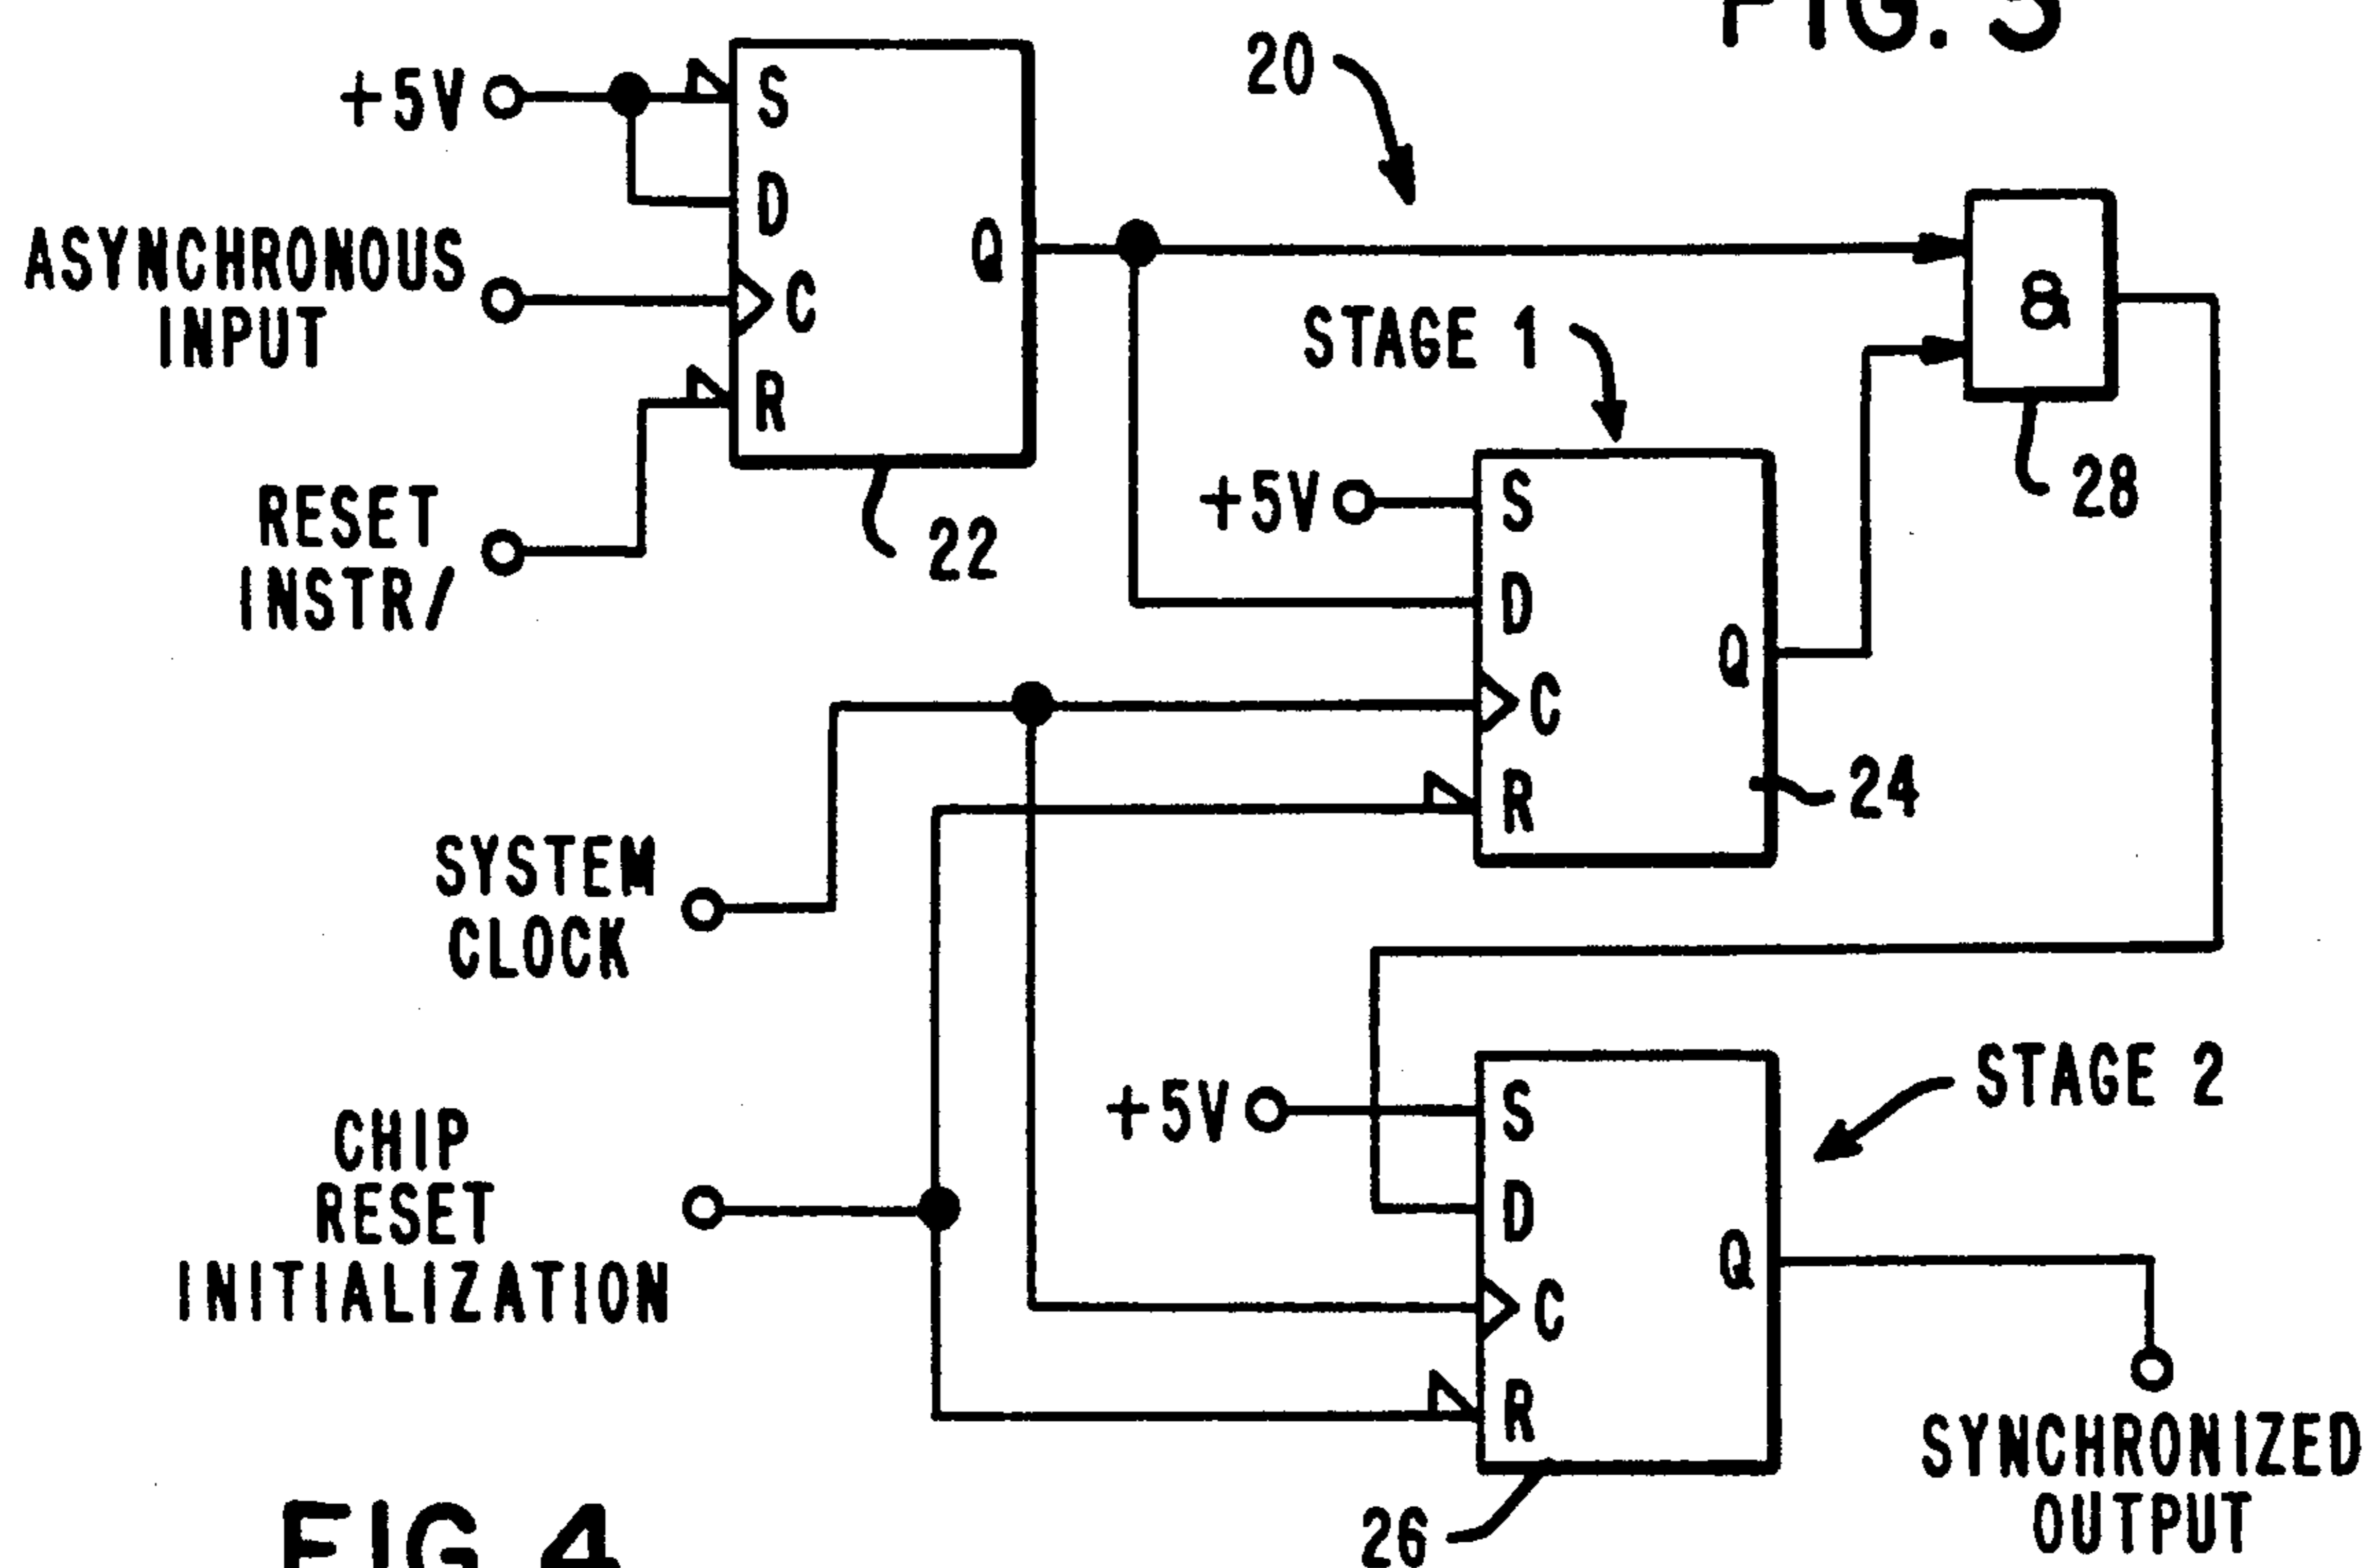 FIG. 3
20
+5V
S
D
C
R
Q
ASYNCHRONOUS
INPUT
RESET
INSTR/
22
&
28
STAGE 1
+5V
S
D
C
R
Q
24
SYSTEM
CLOCK
CHIP
RESET
INITIALIZATION
+5V
S
D
C
R
Q
STAGE 2
26
SYNCHRONIZED
OUTPUT
FIG. 4